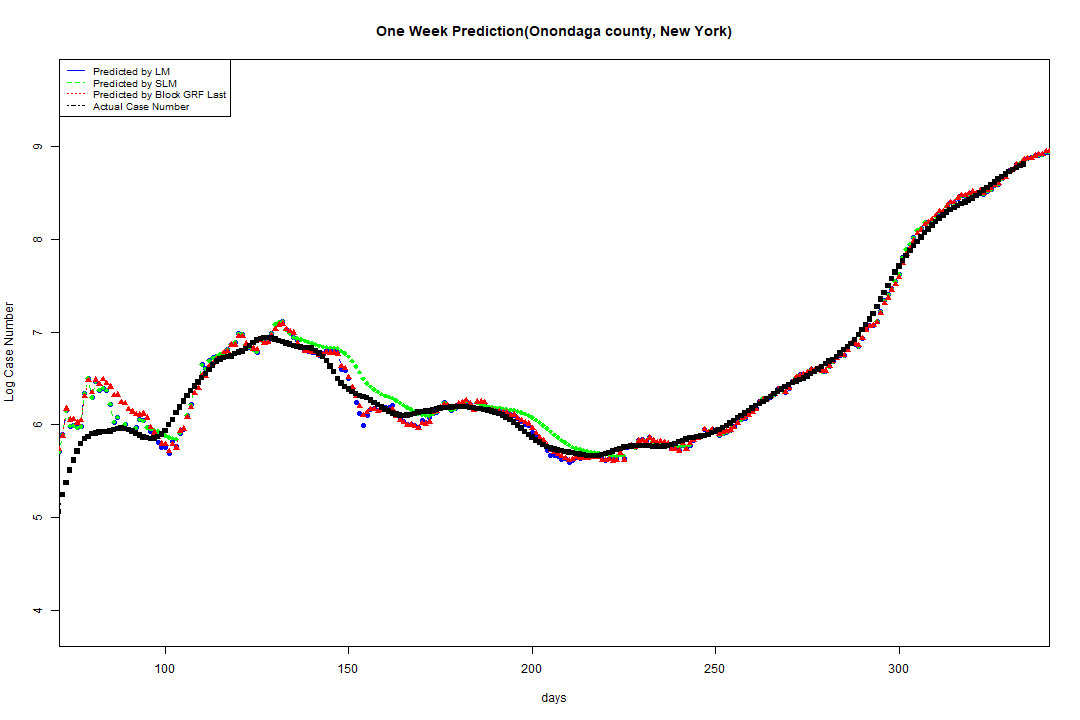 One Week Prediction(Onondaga county, New York)
Predicted by LM
Predicted by SLM
Predicted by Block GRF Last
Actual Case Number
9
8
7
6
5
4
Log Case Number
100 150 200 250 300
days